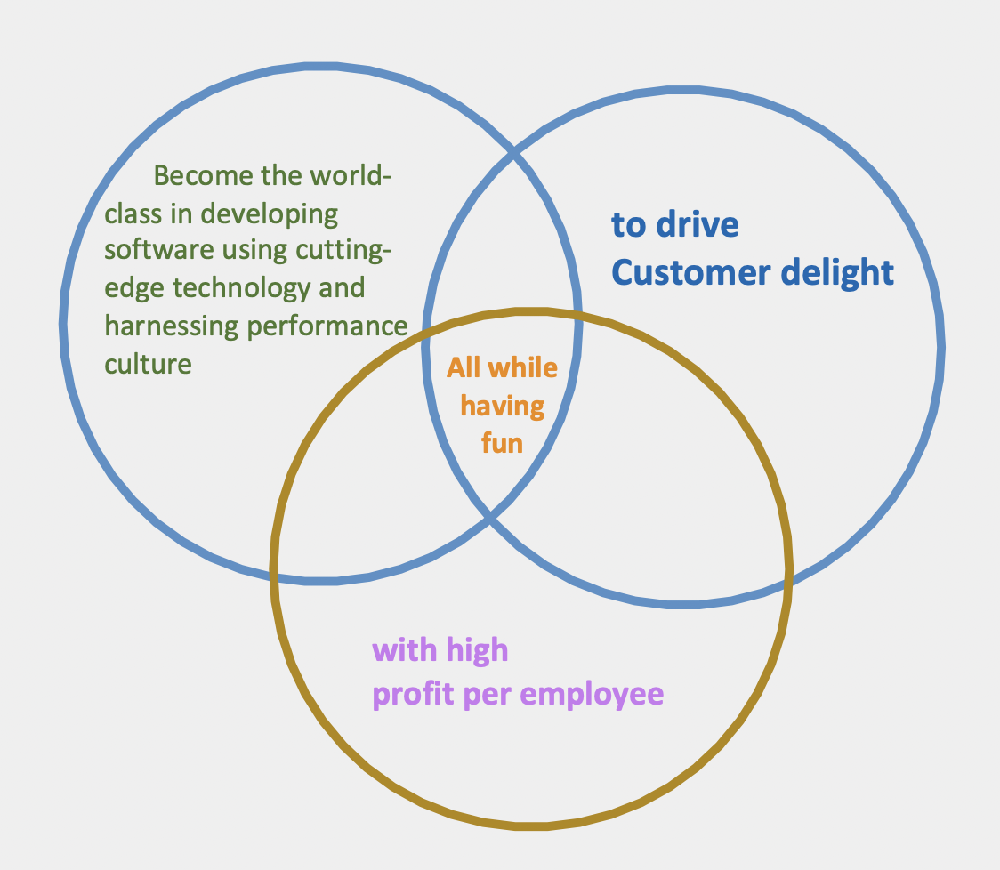 Become the world-
class in developing
software using cutting-
edge technology and
harnessing performance
culture
to drive
Customer delight
All while
having
fun
with high
profit per employee